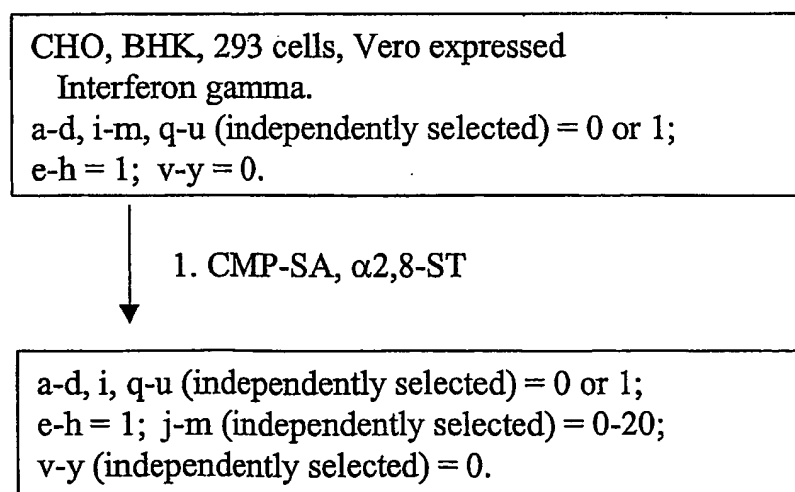 CHO, BHK, 293 cells, Vero expressed
Interferon gamma.
a-d, i-m, q-u (independently selected) = 0 or 1;
e-h = 1; v-y = 0.
1. CMP-SA, α2,8-ST
a-d, i, q-u (independently selected) = 0 or 1;
e-h = 1; j-m (independently selected) = 0-20;
v-y (independently selected) = 0.